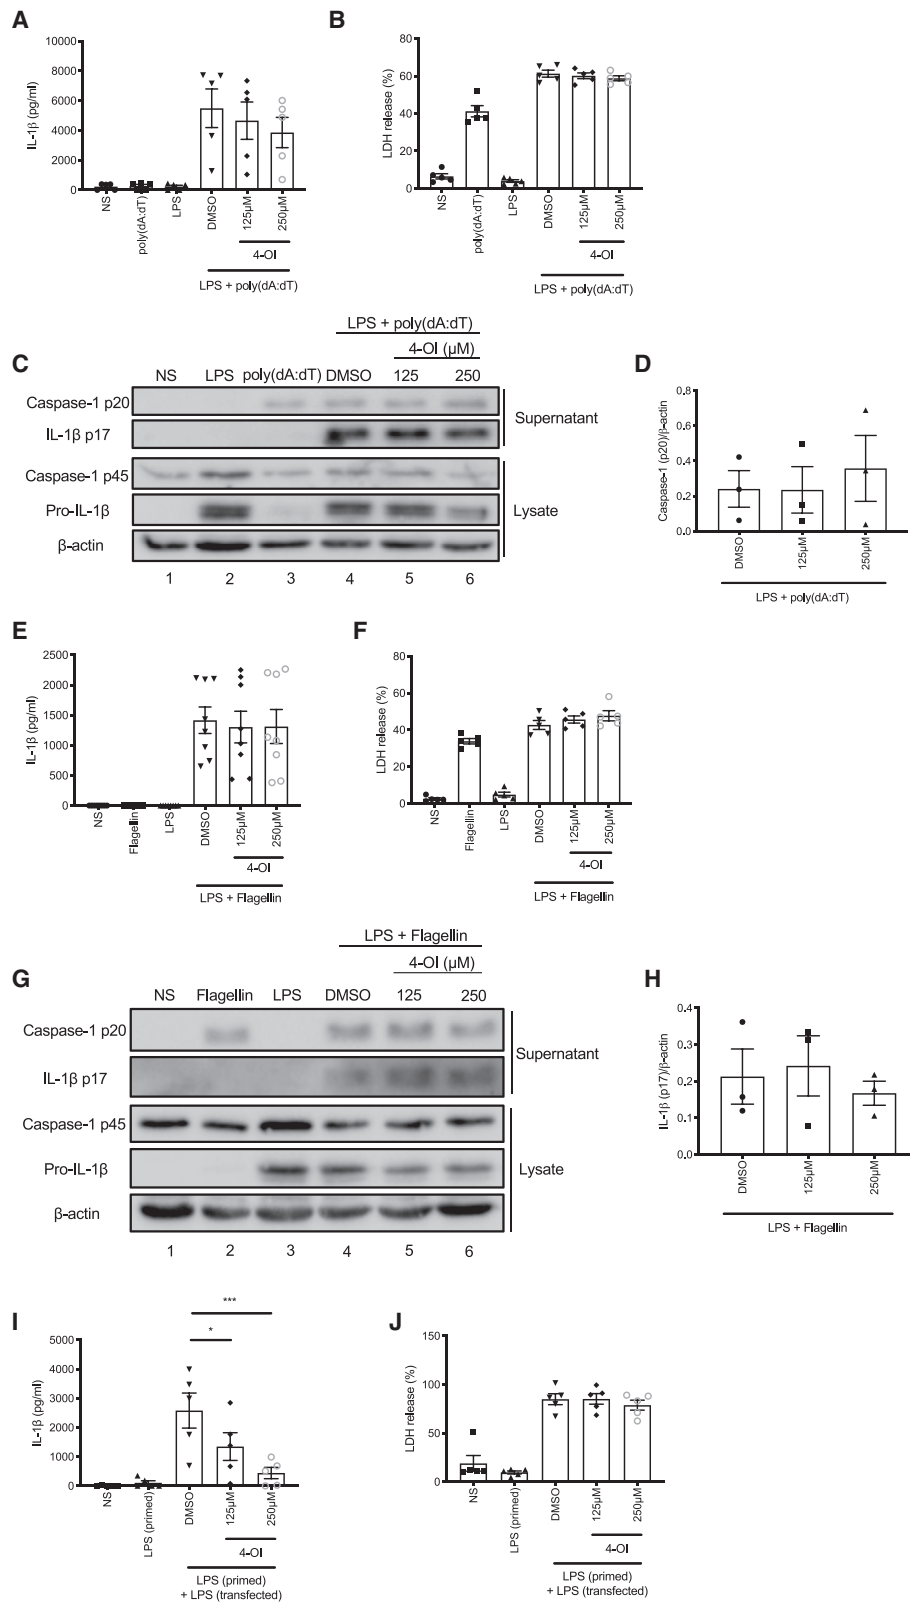 A
B
IL-1β (pg/ml)
10000
8000
6000
4000
2000
0
NS
poly(dA:dT)
LPS
DMSO
125μM
250μM
4-OI
LPS + poly(dA:dT)
LDH release (%)
80
60
40
20
0
NS
poly(dA:dT)
LPS
DMSO
125μM
250μM
4-OI
LPS + poly(dA:dT)
C
LPS + poly(dA:dT)
4-OI (μM)
NS LPS poly(dA:dT) DMSO 125 250
Caspase-1 p20
IL-1β p17
Supernatant
Caspase-1 p45
Pro-IL-1β
β-actin
Lysate
1 2 3 4 5 6
D
Caspase-1 (p20)/β-actin
0.8
0.6
0.4
0.2
0.0
DMSO
125μM
250μM
LPS + poly(dA:dT)
E
IL-1β (pg/ml)
2500
2000
1500
1000
500
0
NS
Flagellin
LPS
DMSO
125μM
250μM
4-OI
LPS + Flagellin
F
LDH release (%)
80
60
40
20
0
NS
Flagellin
LPS
DMSO
125μM
250μM
4-OI
LPS + Flagellin
G
LPS + Flagellin
4-OI (μM)
NS Flagellin LPS DMSO 125 250
Caspase-1 p20
IL-1β p17
Supernatant
Caspase-1 p45
Pro-IL-1β
β-actin
Lysate
1 2 3 4 5 6
H
IL-1β (p17)/β-actin
0.4
0.3
0.2
0.1
0.0
DMSO
125μM
250μM
LPS + Flagellin
I
IL-1β (pg/ml)
5000
4000
3000
2000
1000
0
***
*
NS
LPS (primed)
DMSO
125μM
250μM
4-OI
LPS (primed)
+ LPS (transfected)
J
LDH release (%)
150
100
50
0
NS
LPS (primed)
DMSO
125μM
250μM
4-OI
LPS (primed)
+ LPS (transfected)